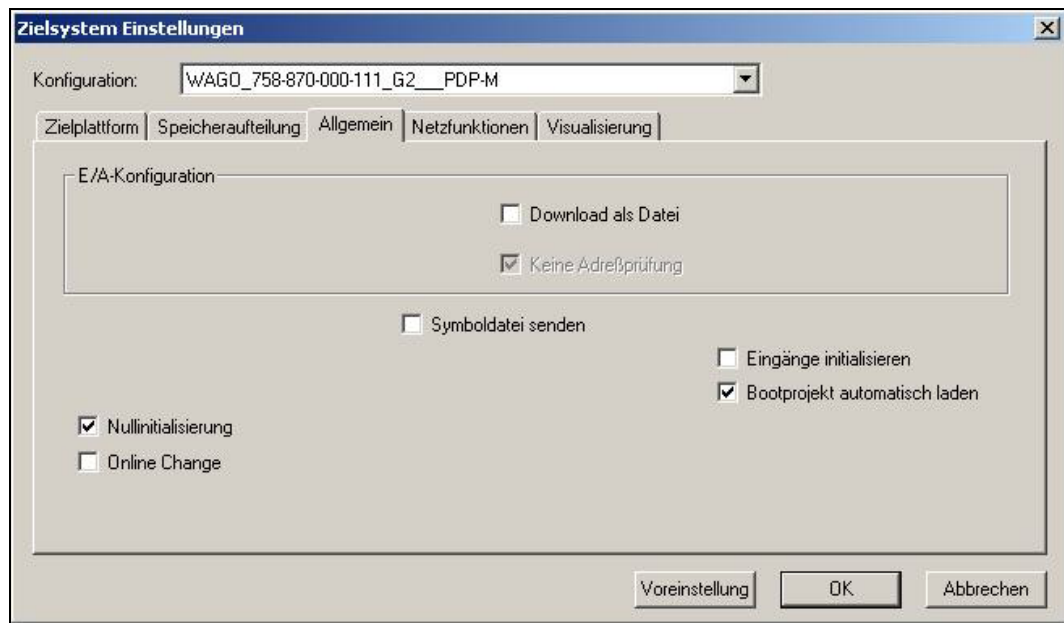 Zielsystem Einstellungen
Konfiguration: WAGO_758-870-000-111_G2___PDP-M
Zielplattform Speicheraufteilung Allgemein Netzfunktionen Visualisierung
E/A-Konfiguration
Download als Datei
Keine Adreßprüfung
Symboldatei senden
Eingänge initialisieren
Bootprojekt automatisch laden
Nullinitialisierung
Online Change
Voreinstellung OK Abbrechen